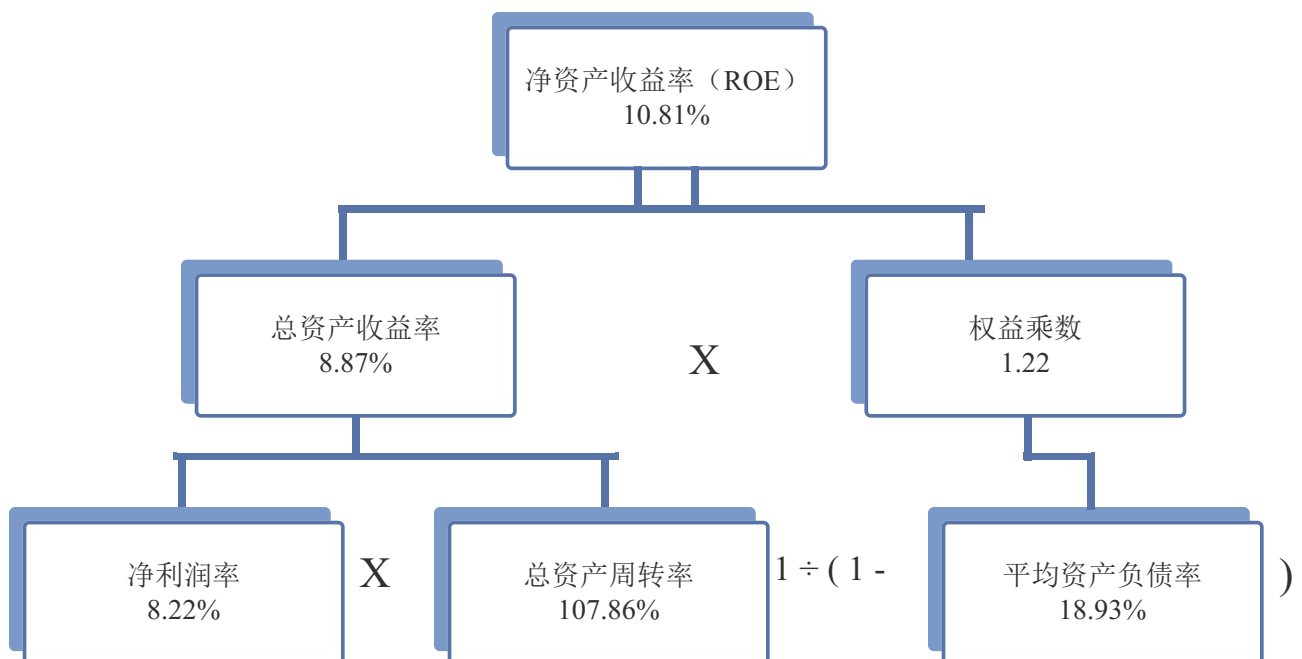 净资产收益率（ROE）
10.81%
总资产收益率
8.87%
X
权益乘数
1.22
净利润率
8.22%
X
总资产周转率
107.86%
1 ÷ ( 1 -
平均资产负债率
18.93%
)